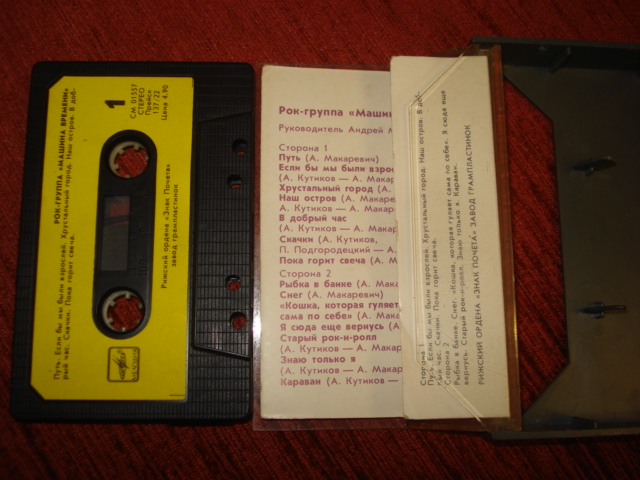 РОК-ГРУППА «МАШИНА ВРЕМЕНИ»
Путь. Если бы мы были взрослей. Хрустальный город. Наш остров. В доб-
рый час. Скачки. Пока горит свеча.
1
СМ 01557
СТЕРЕО
Прейск.
137/22
Цена 4,90
Рижский ордена «Знак Почета»
завод грампластинок
Рок-группа «Машин
Руководитель Андрей М
Сторона 1
Путь (А. Макаревич)
Если бы мы были взрос
(А. Кутиков — А. Макаре
Хрустальный город (А.
Наш остров (А. Макаре
А. Кутиков — А. Макар
В добрый час
(А. Кутиков — А. Макар
Скачки (А. Кутиков,
П. Подгородецкий — А.
Пока горит свеча (А. М
Сторона 2
Рыбка в банке (А. Мака
Снег (А. Макаревич)
«Кошка, которая гуляет
сама по себе» (А. Мака
Я сюда еще вернусь (А
Старый рок-н-ролл
(А. Кутиков — А. Мака
Знаю только я
(А. Кутиков — А. Макар
Караван (А. Кутиков —
Сторона 1
Путь. Если бы мы были взрослей. Хрустальный город. Наш остров. В доб-
рый час. Скачки. Пока горит свеча.
Сторона 2
Рыбка в банке. Снег. «Кошка, которая гуляет сама по себе». Я сюда еще
вернусь. Старый рок-н-ролл. Знаю только я. Караван.
РИЖСКИЙ ОРДЕНА «ЗНАК ПОЧЕТА» ЗАВОД ГРАМПЛАСТИНОК